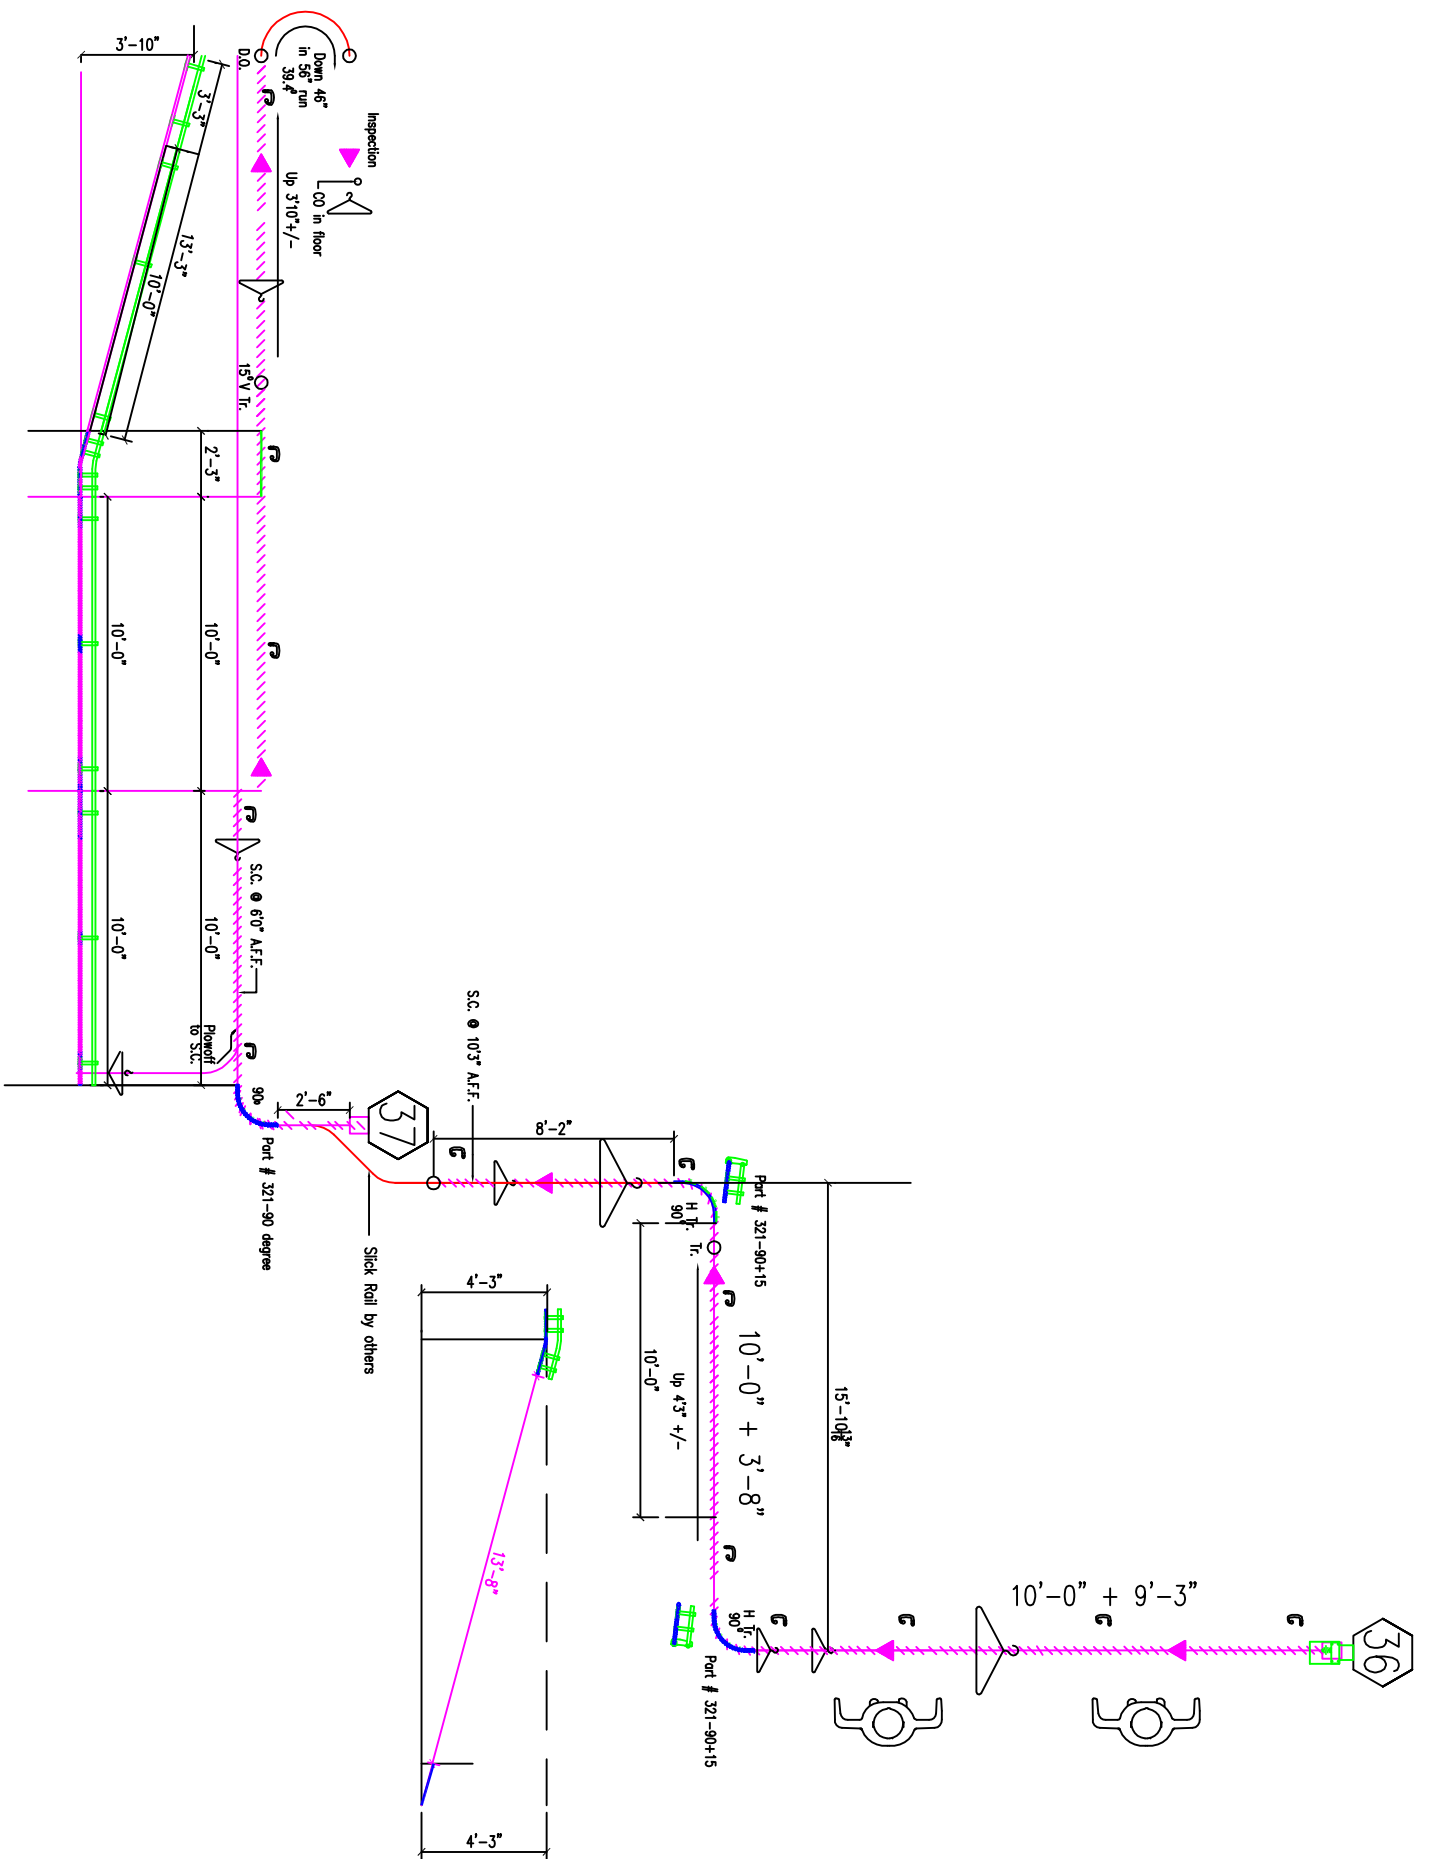 3'-10"
D.O.
Down 46"
in 56" run
39.4°
Inspection
CO in floor
Up 3'10"+/-
3'-3"
13'-3"
10'-0"
15° V Tr.
2'-3"
10'-0"
10'-0"
10'-0"
10'-0"
S.C. @ 6'0" A.F.F.
Plowoff
to S.C.
90°
Part # 321-90 degree
2'-6"
37
S.C. @ 10'3" A.F.F.
8'-2"
Slick Rail by others
Part # 321-90+15
H Tr.
90°
Tr.
10'-0"
Up 4'3" +/-
10'-0" + 3'-8"
15'-10 13/16"
4'-3"
13'-8"
4'-3"
H Tr.
90°
Part # 321-90+15
10'-0" + 9'-3"
36